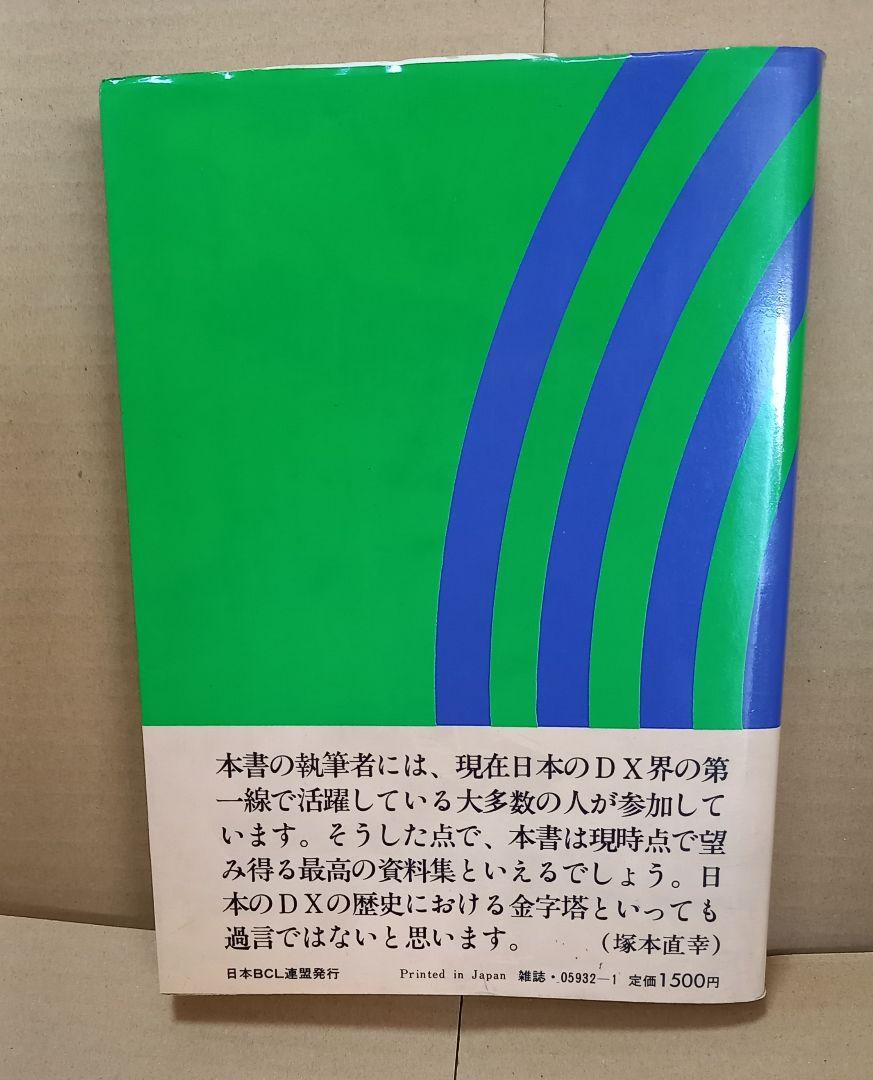 本書の執筆者には、現在日本のDX界の第
一線で活躍している大多数の人が参加して
います。そうした点で、本書は現時点で望
み得る最高の資料集といえるでしょう。日
本のDXの歴史における金字塔といっても
過言ではないと思います。 (塚本直幸)
日本BCL連盟発行 Printed in Japan 雑誌・05932-1 定価1500円